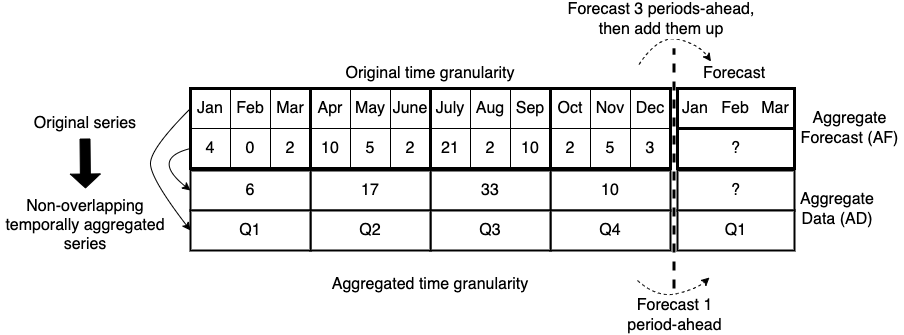 Forecast 3 periods-ahead,
then add them up
Original time granularity
Forecast
Original series
Jan Feb Mar Apr May June July Aug Sep Oct Nov Dec Jan Feb Mar
4 0 2 10 5 2 21 2 10 2 5 3 ?
Aggregate
Forecast (AF)
Non-overlapping
temporally aggregated
series
6 17 33 10 ?
Q1 Q2 Q3 Q4 Q1
Aggregate
Data (AD)
Aggregated time granularity
Forecast 1
period-ahead